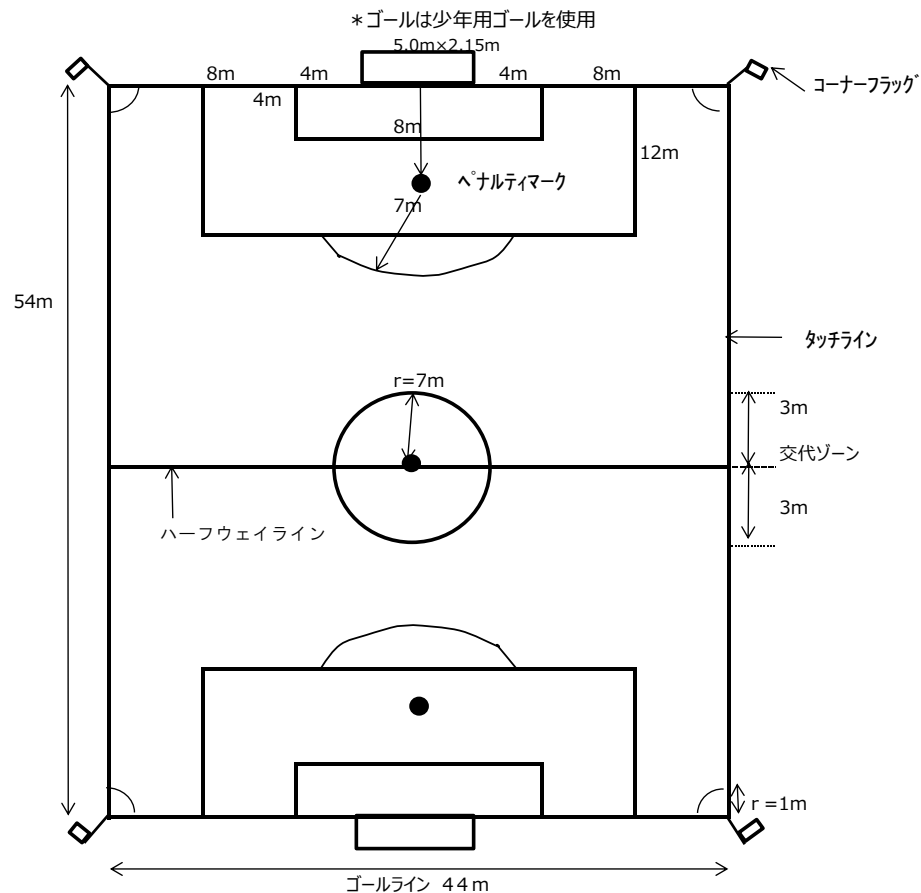 ＊ゴールは少年用ゴールを使用
5.0m×2.15m
8m 4m 4m 8m
コーナーフラッグ
4m
8m
12m
ペナルティマーク
7m
54m
タッチライン
r=7m
3m
交代ゾーン
3m
ハーフウェイライン
r=1m
ゴールライン ４４ｍ